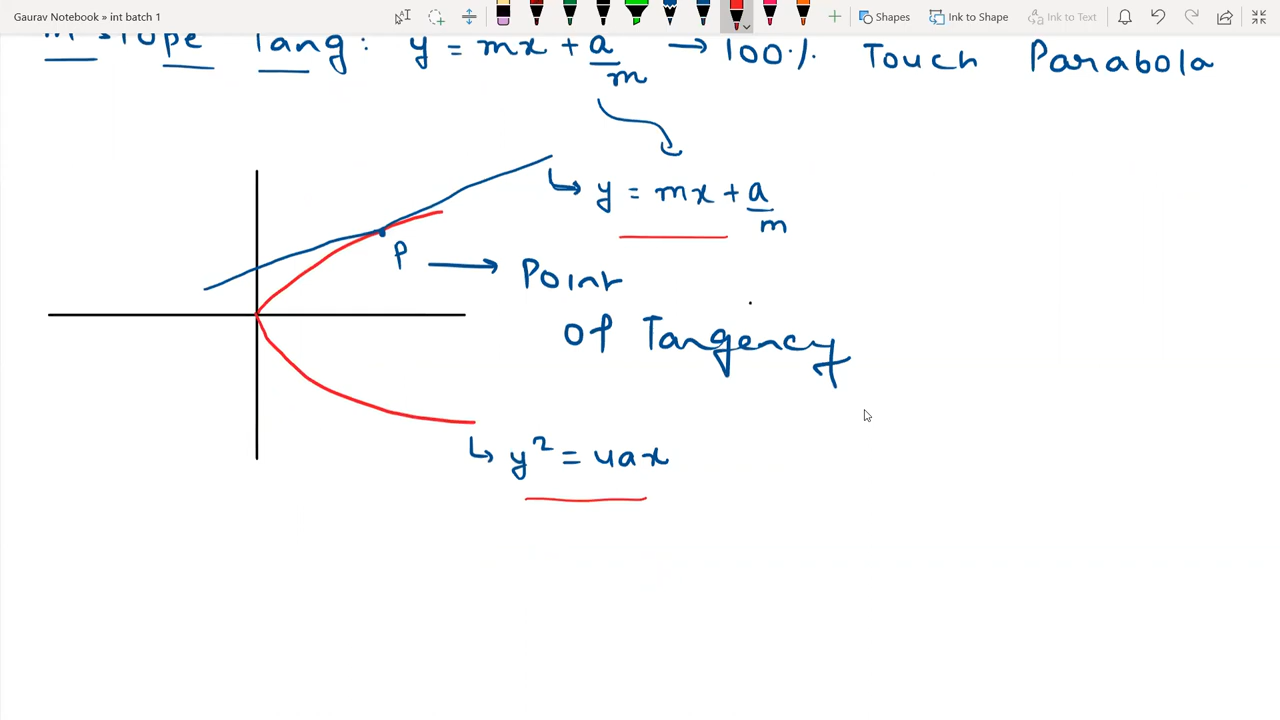 Gaurav Notebook » int batch 1
Shapes
Ink to Shape
Ink to Text
m slope Tang: y = mx + a/m → 100% Touch Parabola
↳ y = mx + a/m
P → Point
Of Tangency
↳ y² = 4ax